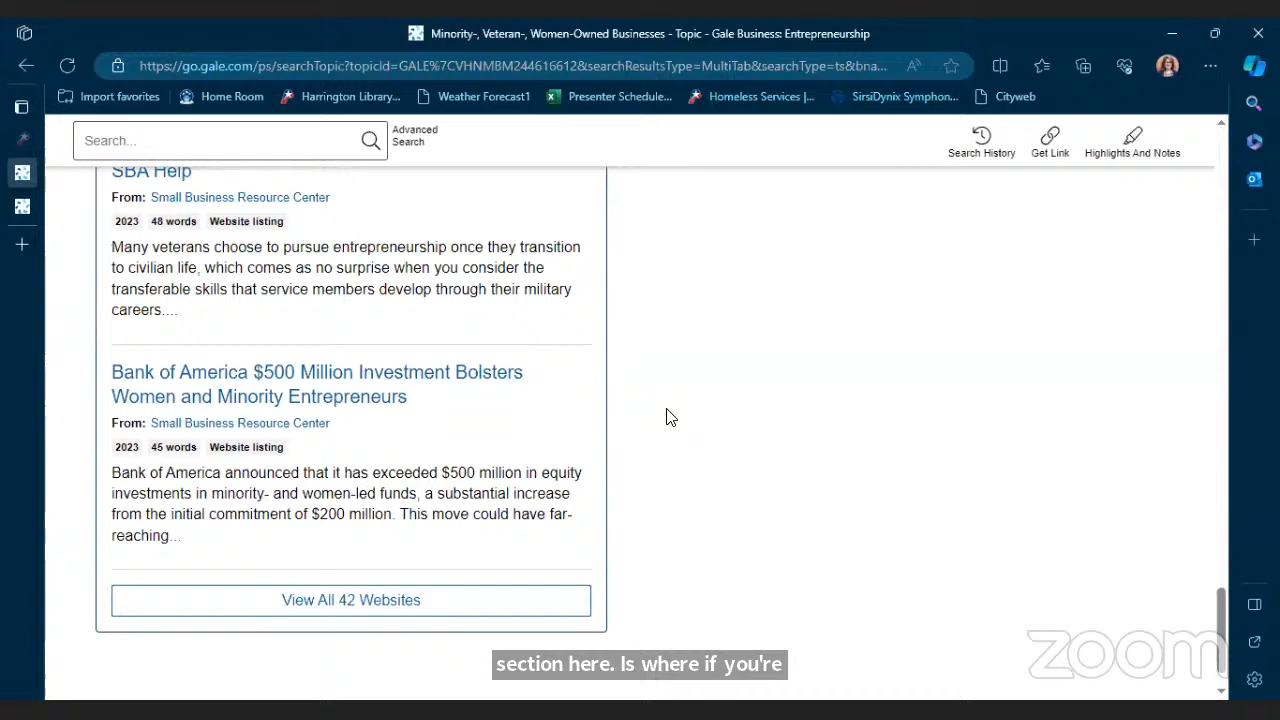 Minority-, Veteran-, Women-Owned Businesses - Topic - Gale Business: Entrepreneurship
https://go.gale.com/ps/searchTopic?topicId=GALE%7CVHNMBM244616612&searchResultsType=MultiTab&searchType=ts&bna...
Import favorites
Home Room
Harrington Library...
Weather Forecast1
Presenter Schedule...
Homeless Services |...
SirsiDynix Symphon...
Cityweb
Search...
Advanced
Search
Search History
Get Link
Highlights And Notes
SBA Help
From: Small Business Resource Center
2023 48 words Website listing
Many veterans choose to pursue entrepreneurship once they transition
to civilian life, which comes as no surprise when you consider the
transferable skills that service members develop through their military
careers....
Bank of America $500 Million Investment Bolsters
Women and Minority Entrepreneurs
From: Small Business Resource Center
2023 45 words Website listing
Bank of America announced that it has exceeded $500 million in equity
investments in minority- and women-led funds, a substantial increase
from the initial commitment of $200 million. This move could have far-
reaching...
View All 42 Websites
zoom
section here. Is where if you're